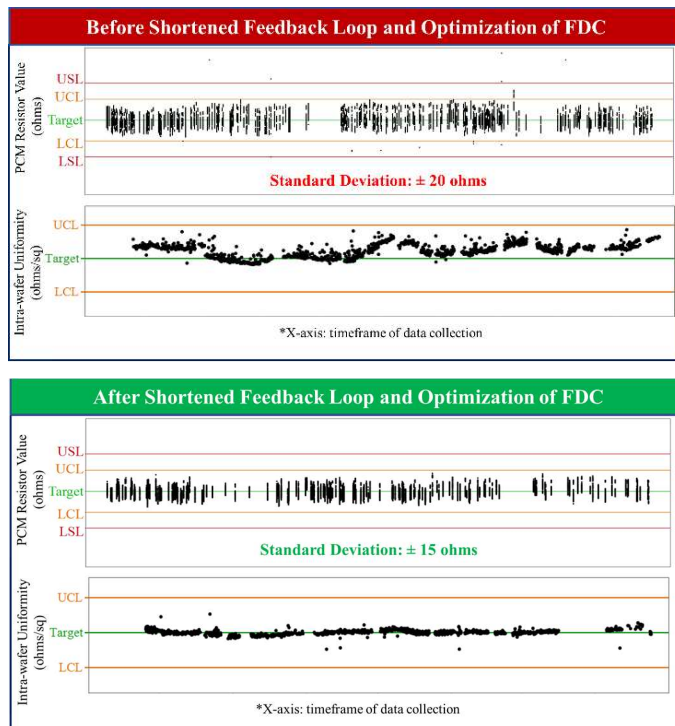 Before Shortened Feedback Loop and Optimization of FDC
PCM Resistor Value
(ohms)
USL
UCL
Target
LCL
LSL
Standard Deviation: ± 20 ohms
Intra-wafer Uniformity
(ohms/sq)
UCL
Target
LCL
*X-axis: timeframe of data collection
After Shortened Feedback Loop and Optimization of FDC
PCM Resistor Value
(ohms)
USL
UCL
Target
LCL
LSL
Standard Deviation: ± 15 ohms
Intra-wafer Uniformity
(ohms/sq)
UCL
Target
LCL
*X-axis: timeframe of data collection